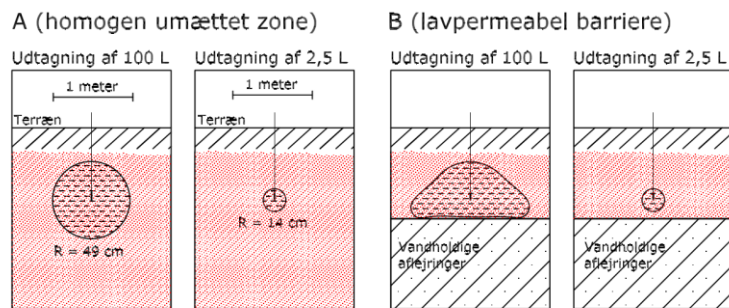 A (homogen umættet zone)
B (lavpermeabel barriere)
Udtagning af 100 L
Udtagning af 2,5 L
Udtagning af 100 L
Udtagning af 2,5 L
1 meter
1 meter
Terræn
Terræn
R = 49 cm
R = 14 cm
Vandholdige
aflejringer
Vandholdige
aflejringer